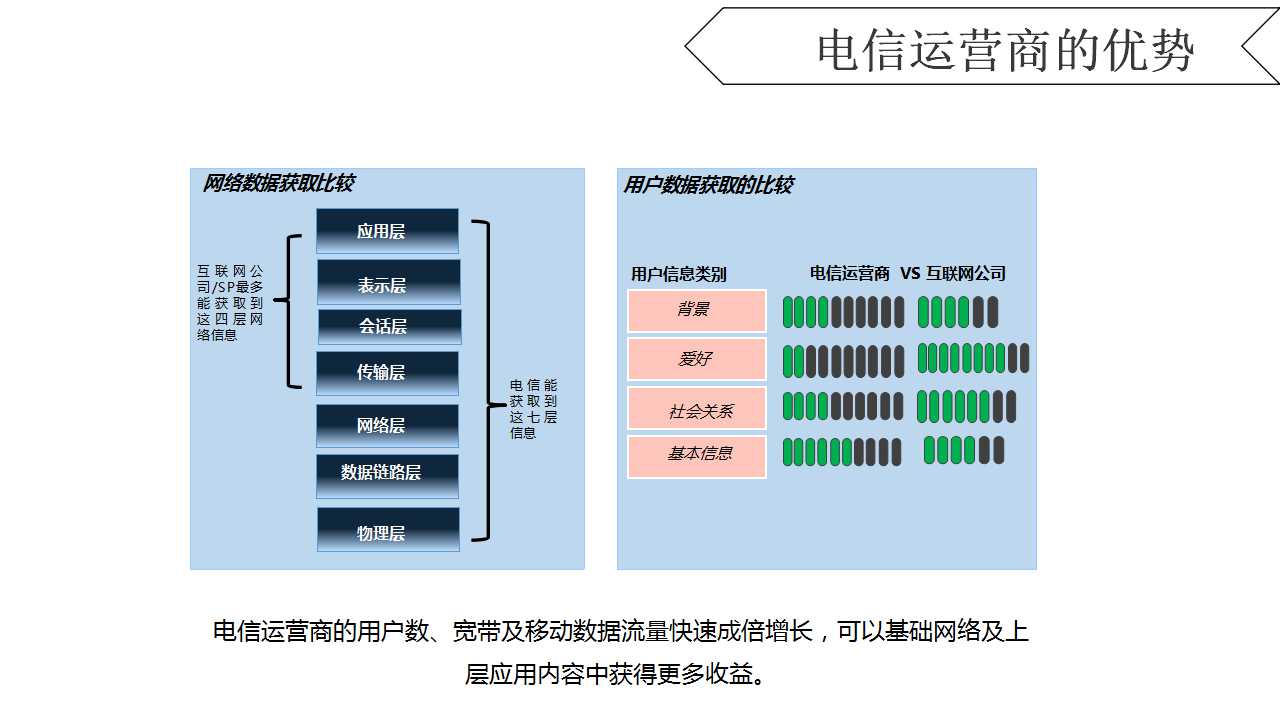 电信运营商的优势
网络数据获取比较
互联网公
司/SP最多
能获取到
这四层网
络信息
应用层
表示层
会话层
传输层
网络层
数据链路层
物理层
电信能
获取到
这七层
信息
用户数据获取的比较
用户信息类别
电信运营商 VS 互联网公司
背景
爱好
社会关系
基本信息
电信运营商的用户数、宽带及移动数据流量快速成倍增长，可以基础网络及上
层应用内容中获得更多收益。